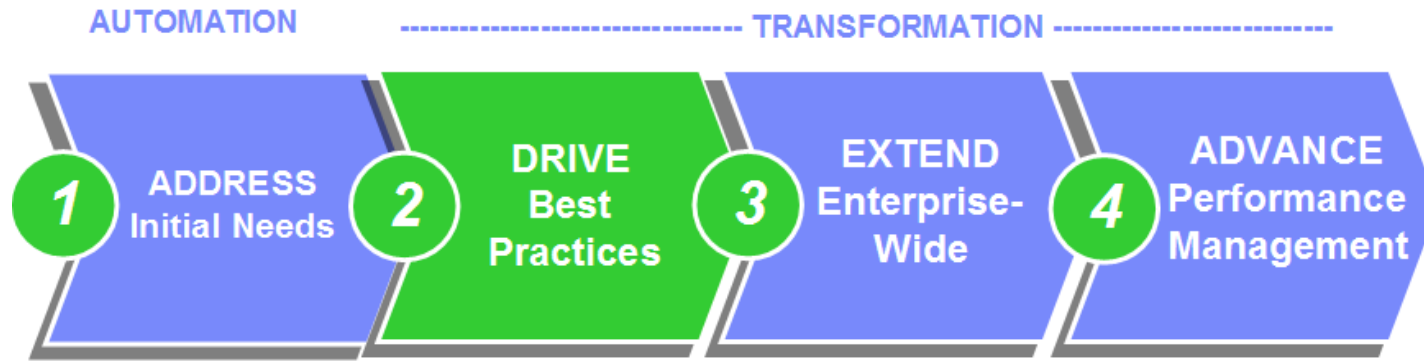 AUTOMATION
--------------------------------- TRANSFORMATION ---------------------------
1
ADDRESS
Initial Needs
2
DRIVE
Best
Practices
3
EXTEND
Enterprise-
Wide
4
ADVANCE
Performance
Management